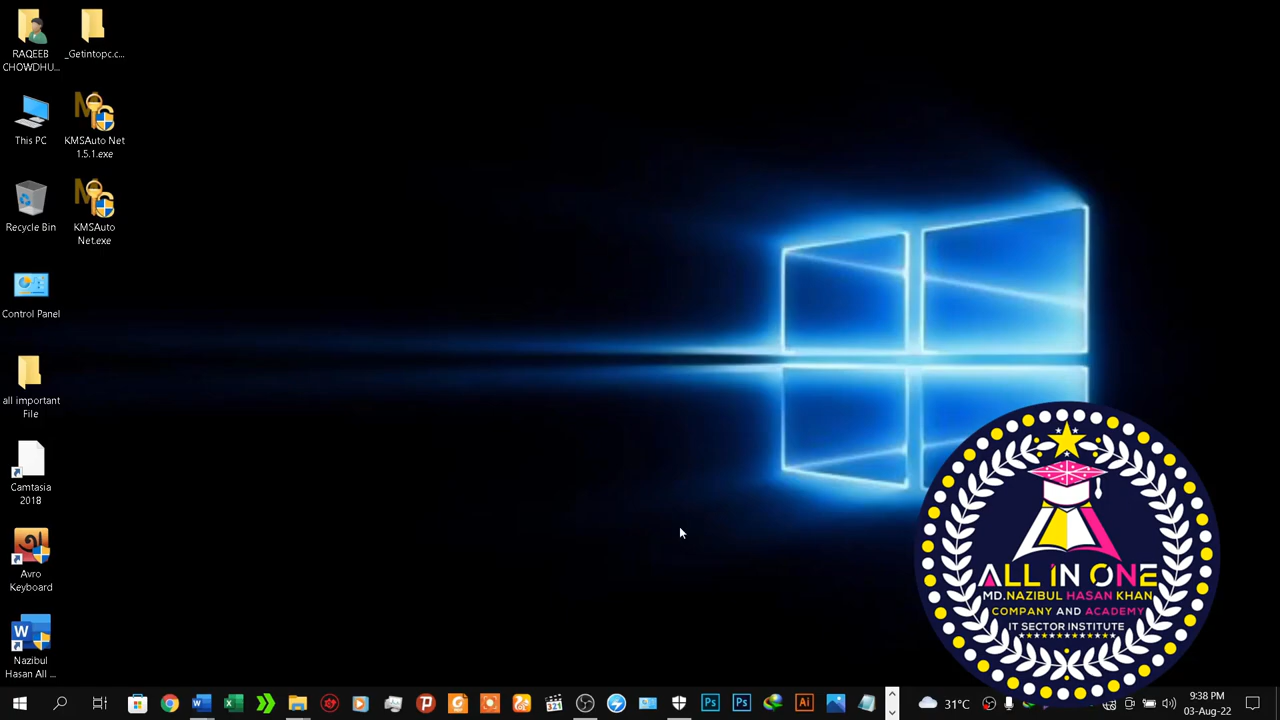 RAQEEB
CHOWDHU...
_Getintopc.c...
This PC
KMSAuto Net
1.5.1.exe
Recycle Bin
KMSAuto
Net.exe
Control Panel
all important
File
Camtasia
2018
Avro
Keyboard
Nazibul
Hasan All ...
ALL IN ONE
MD.NAZIBUL HASAN KHAN
COMPANY AND ACADEMY
IT SECTOR INSTITUTE
31°C
9:38 PM
03-Aug-22